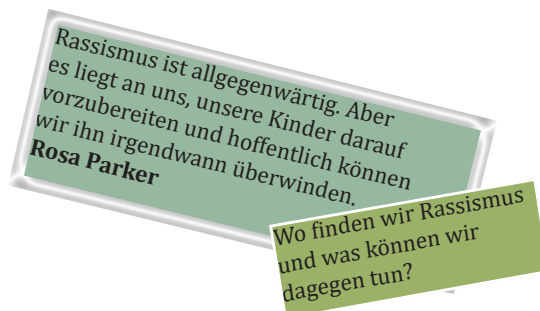 Rassismus ist allgegenwärtig. Aber
es liegt an uns, unsere Kinder darauf
vorzubereiten und hoffentlich können
wir ihn irgendwann überwinden.
Rosa Parker
Wo finden wir Rassismus
und was können wir
dagegen tun?